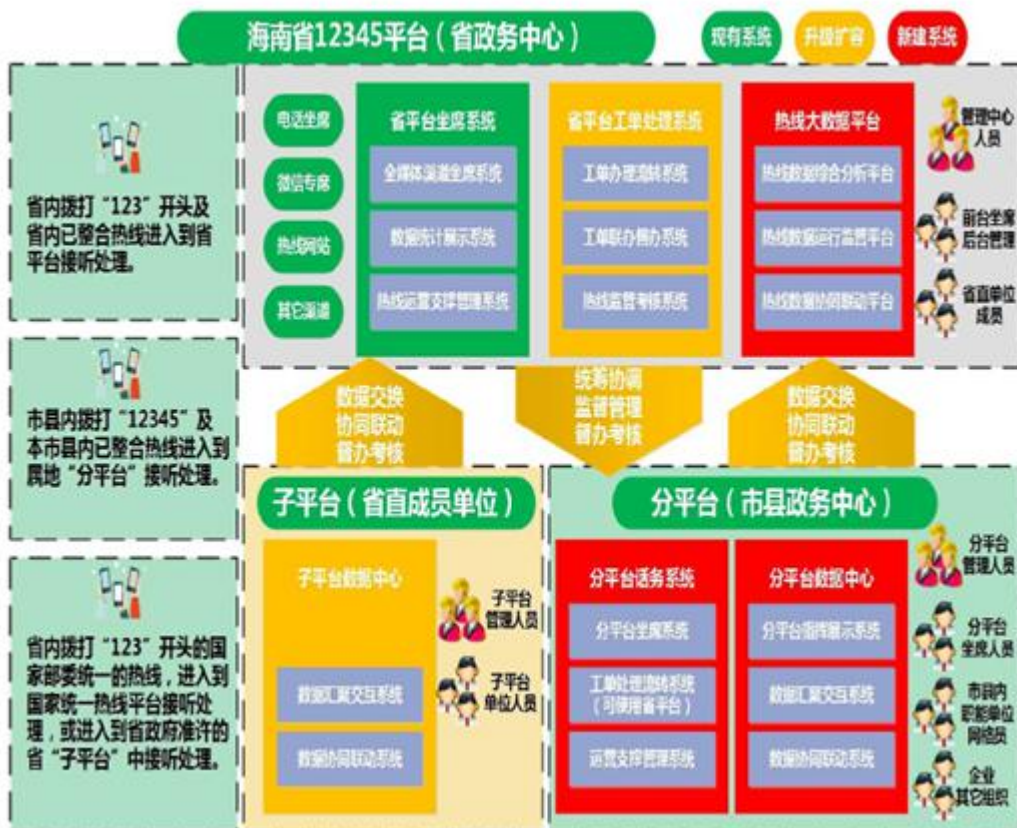 海南省12345平台（省政务中心）
现有系统
升级扩容
新建系统
省内拨打“123”开头及
省内已整合热线进入到省
平台接听处理。
电话坐席
微信专席
热线网站
其它渠道
省平台坐席系统
全媒体渠道坐席系统
数据统计展示系统
热线运营支撑管理系统
省平台工单处理系统
工单办理流转系统
工单联办督办系统
热线监管考核系统
热线大数据平台
热线数据综合分析平台
热线数据运行监管平台
热线数据协同联动平台
管理中心
人员
前台坐席
后台管理
省直单位
成员
市县内拨打“12345”及
本市县内已整合热线进入到
属地“分平台”接听处理。
数据交换
协同联动
督办考核
统筹协调
监督管理
督办考核
数据交换
协同联动
督办考核
省内拨打“123”开头的国
家部委统一的热线，进入到
国家统一热线平台接听处
理，或进入到省政府准许的
省“子平台”中接听处理。
子平台（省直成员单位）
子平台数据中心
数据汇聚交互系统
数据协同联动系统
子平台
管理人员
子平台
单位人员
分平台（市县政务中心）
分平台话务系统
分平台坐席系统
工单处理流转系统
（可使用省平台）
运营支撑管理系统
分平台数据中心
分平台指挥展示系统
数据汇聚交互系统
数据协同联动系统
分平台
管理人员
分平台
坐席人员
市县内
职能单位
网络员
企业
其它组织